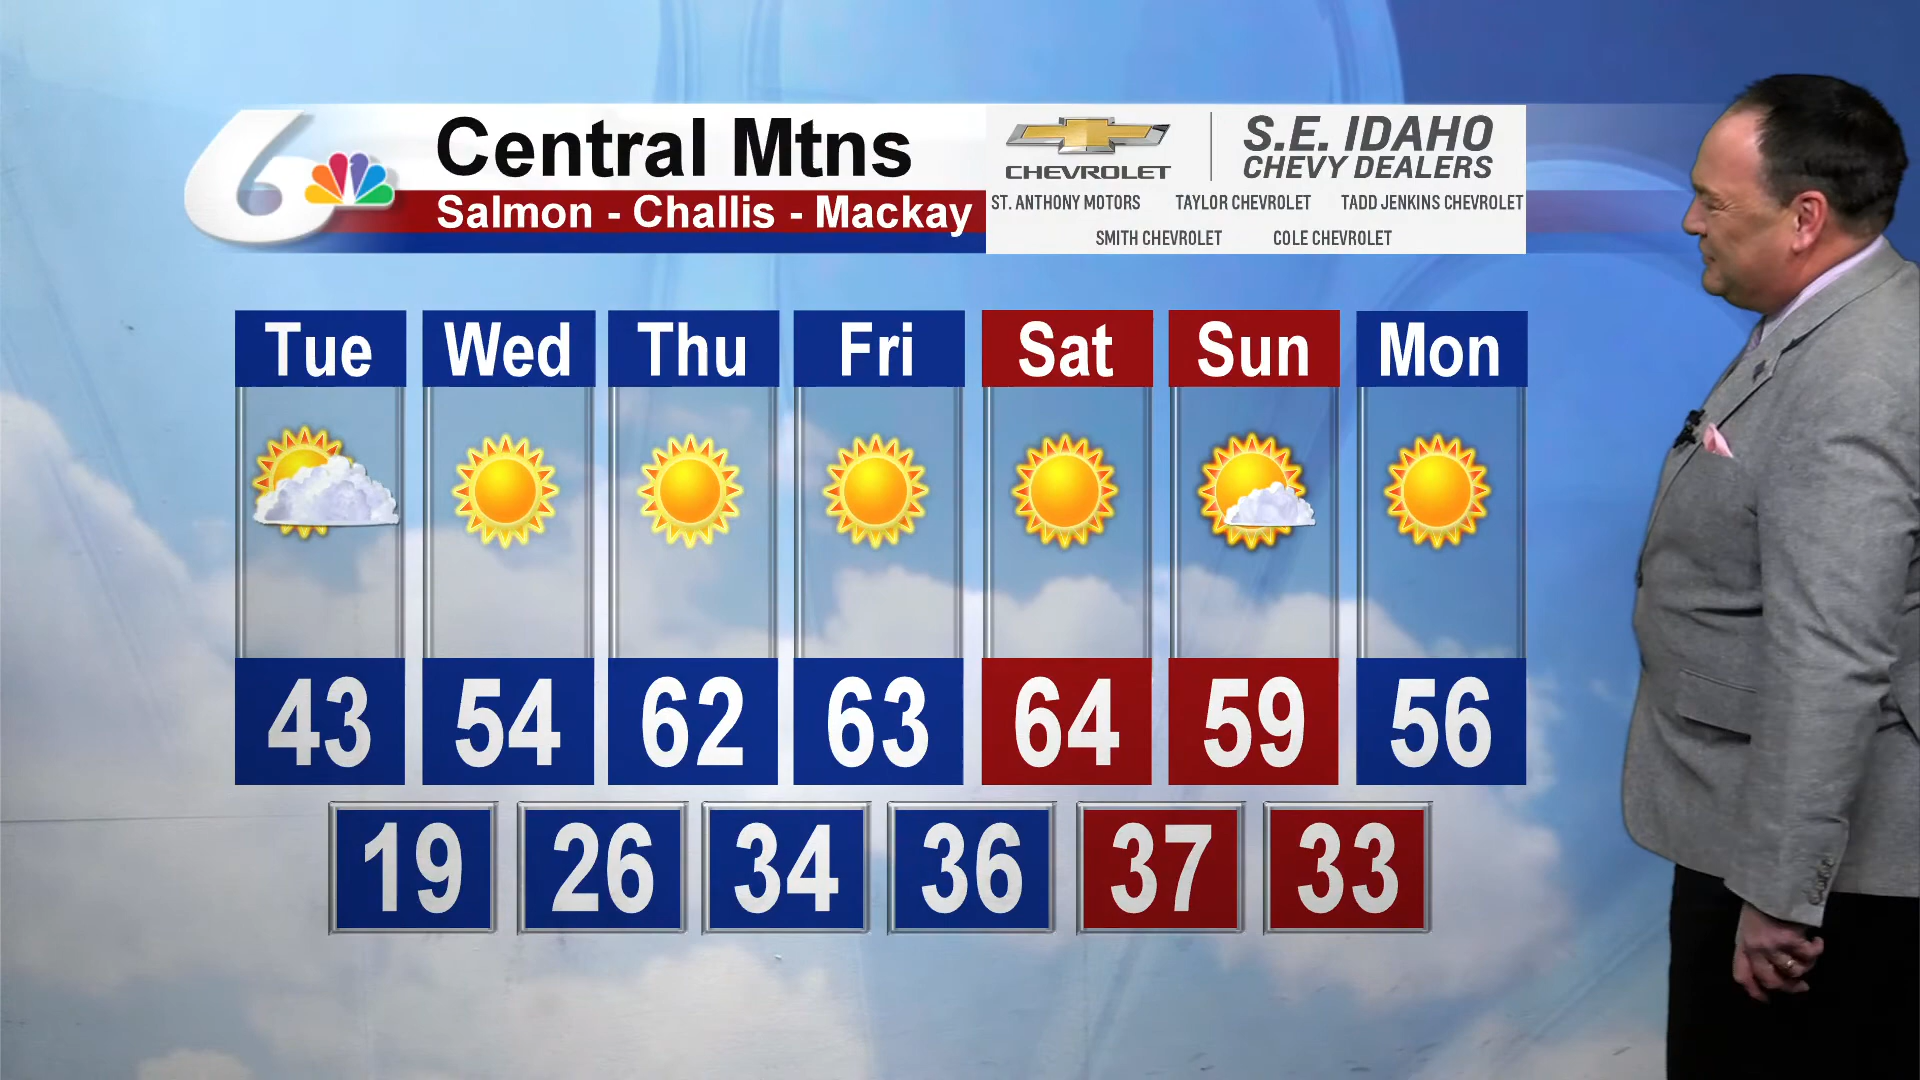 6
Central Mtns
Salmon - Challis - Mackay
CHEVROLET
S.E. IDAHO
CHEVY DEALERS
ST. ANTHONY MOTORS TAYLOR CHEVROLET TADD JENKINS CHEVROLET
SMITH CHEVROLET COLE CHEVROLET
Tue Wed Thu Fri Sat Sun Mon
43 54 62 63 64 59 56
19 26 34 36 37 33